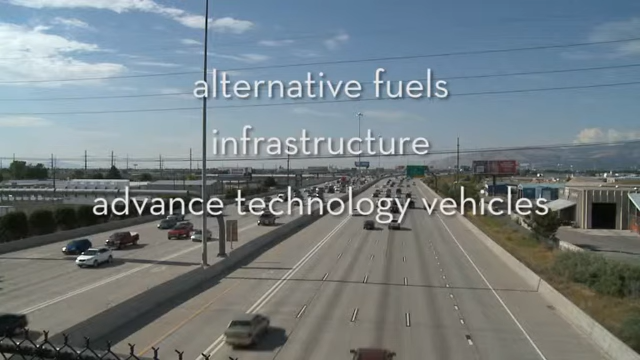 alternative fuels
infrastructure
advance technology vehicles